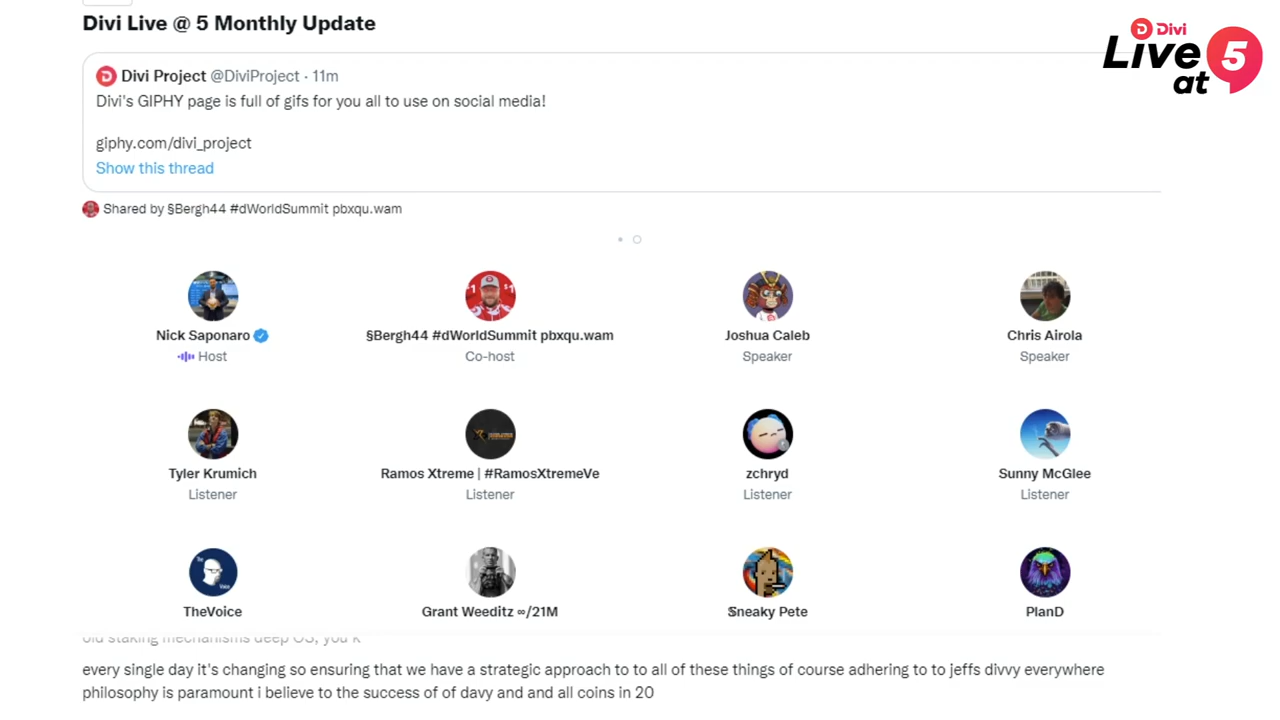 Divi Live @ 5 Monthly Update
Divi
Live 5
at
Divi Project @DiviProject · 11m
Divi's GIPHY page is full of gifs for you all to use on social media!
giphy.com/divi_project
Show this thread
Shared by §Bergh44 #dWorldSummit pbxqu.wam
Nick Saponaro
Host
§Bergh44 #dWorldSummit pbxqu.wam
Co-host
Joshua Caleb
Speaker
Chris Airola
Speaker
Tyler Krumich
Listener
Ramos Xtreme | #RamosXtremeVe
Listener
zchryd
Listener
Sunny McGlee
Listener
TheVoice
Grant Weeditz ∞/21M
Sneaky Pete
PlanD
old staking mechanisms deep OS, you k
every single day it's changing so ensuring that we have a strategic approach to to all of these things of course adhering to to jeffs divvy everywhere
philosophy is paramount i believe to the success of of davy and and all coins in 20